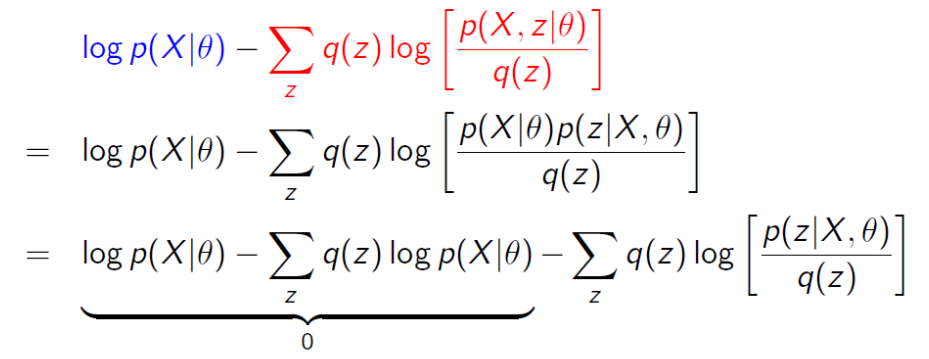 log p(X|θ) − ∑_z q(z) log [ p(X, z|θ) / q(z) ]
= log p(X|θ) − ∑_z q(z) log [ p(X|θ)p(z|X, θ) / q(z) ]
= log p(X|θ) − ∑_z q(z) log p(X|θ) − ∑_z q(z) log [ p(z|X, θ) / q(z) ]
0